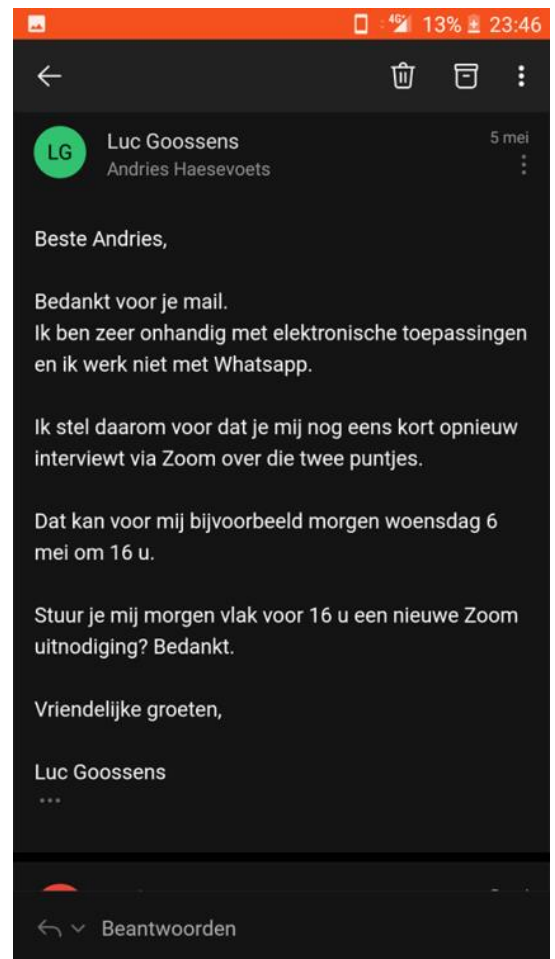 4G 13% 23:46
LG
Luc Goossens
5 mei
Andries Haesevoets
Beste Andries,
Bedankt voor je mail.
Ik ben zeer onhandig met elektronische toepassingen
en ik werk niet met Whatsapp.
Ik stel daarom voor dat je mij nog eens kort opnieuw
interviewt via Zoom over die twee puntjes.
Dat kan voor mij bijvoorbeeld morgen woensdag 6
mei om 16 u.
Stuur je mij morgen vlak voor 16 u een nieuwe Zoom
uitnodiging? Bedankt.
Vriendelijke groeten,
Luc Goossens
Beantwoorden